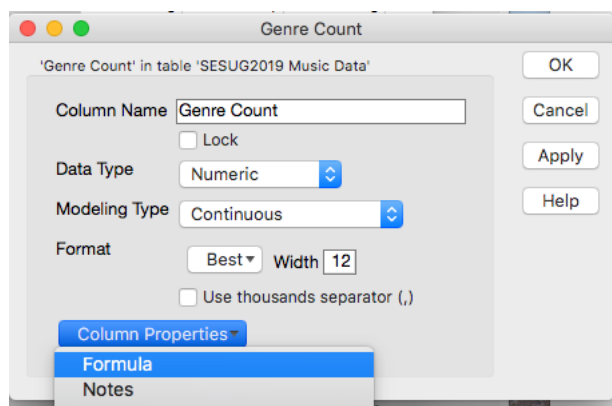 Genre Count
'Genre Count' in table 'SESUG2019 Music Data'
OK
Column Name Genre Count
Cancel
Lock
Apply
Data Type Numeric
Help
Modeling Type Continuous
Format Best Width 12
Use thousands separator (,)
Column Properties
Formula
Notes